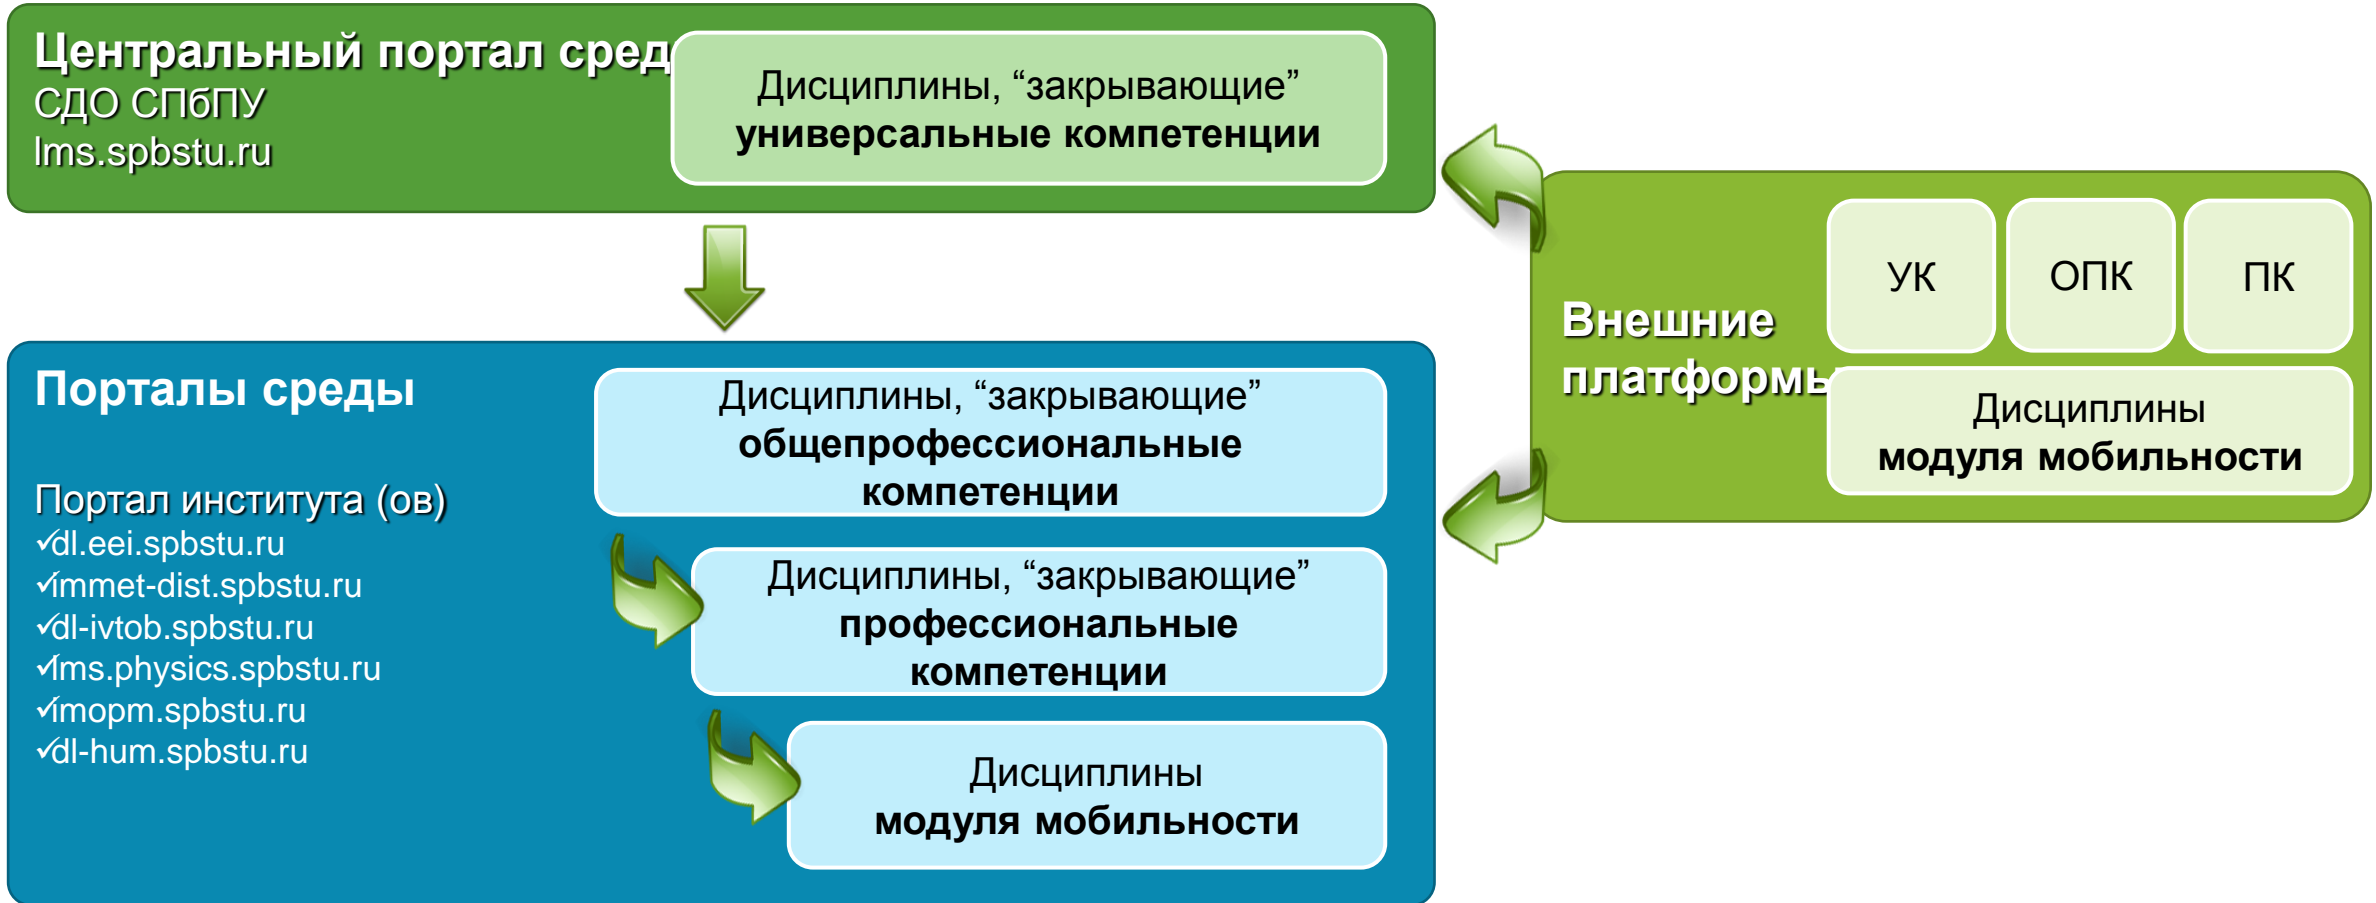 Центральный портал сред
СДО СПбПУ
lms.spbstu.ru
Дисциплины, “закрывающие”
универсальные компетенции
Порталы среды
Портал института (ов)
✓dl.eei.spbstu.ru
✓immet-dist.spbstu.ru
✓dl-ivtob.spbstu.ru
✓lms.physics.spbstu.ru
✓imopm.spbstu.ru
✓dl-hum.spbstu.ru
Дисциплины, “закрывающие”
общепрофессиональные
компетенции
Дисциплины, “закрывающие”
профессиональные
компетенции
Дисциплины
модуля мобильности
Внешние
платформы
УК
ОПК
ПК
Дисциплины
модуля мобильности